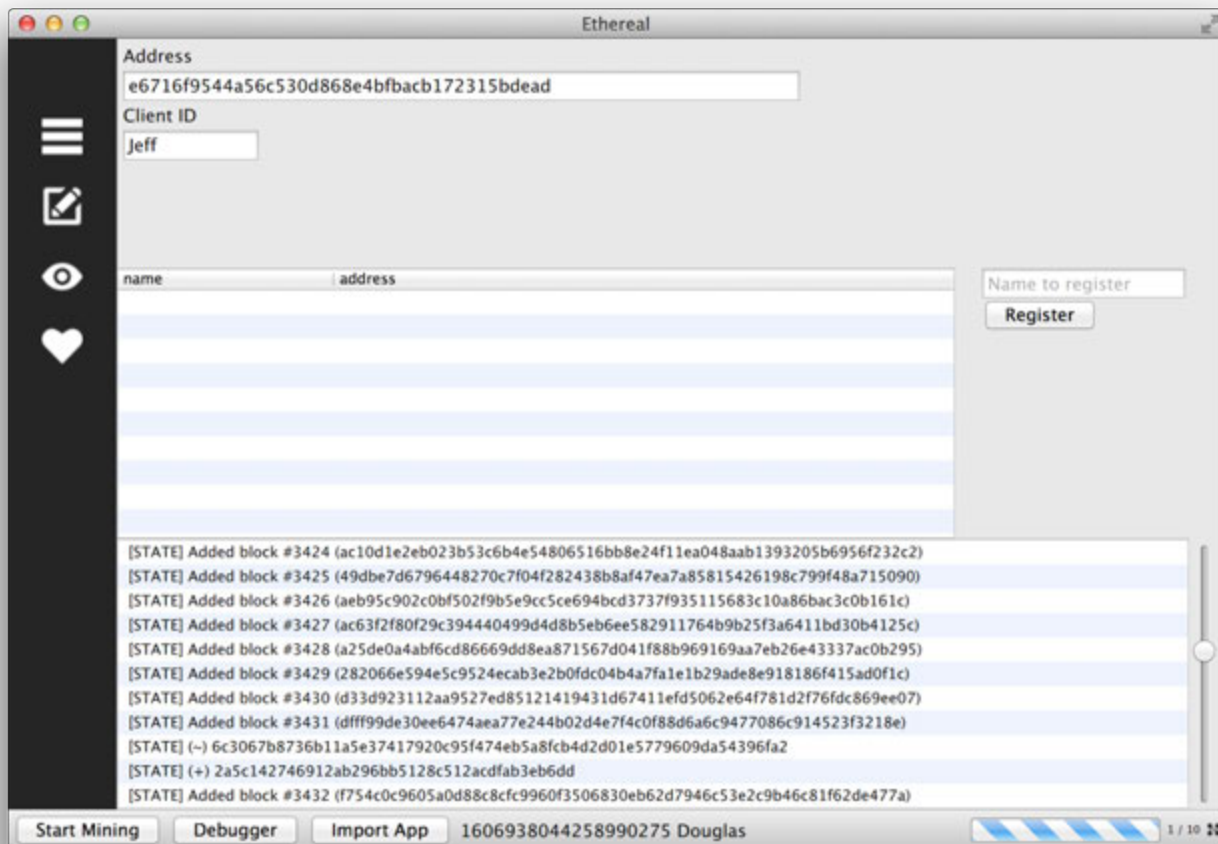 Ethereal
Address
e6716f9544a56c530d868e4bfbacb172315bdead
Client ID
Jeff
name address
Name to register
Register
[STATE] Added block #3424 (ac10d1e2eb023b53c6b4e54806516bb8e24f11ea048aab1393205b6956f232c2)
[STATE] Added block #3425 (49dbe7d6796448270c7f04f282438b8af47ea7a85815426198c799f48a715090)
[STATE] Added block #3426 (aeb95c902c0bf502f9b5e9cc5ce694bcd3737f935115683c10a86bac3c0b161c)
[STATE] Added block #3427 (ac63f2f80f29c394440499d4d8b5eb6ee582911764b9b25f3a6411bd30b4125c)
[STATE] Added block #3428 (a25de0a4abf6cd86669dd8ea871567d041f88b969169aa7eb26e43337ac0b295)
[STATE] Added block #3429 (282066e594e5c9524ecab3e2b0fdc04b4a7fa1e1b29ade8e918186f415ad0f1c)
[STATE] Added block #3430 (d33d923112aa9527ed85121419431d67411efd5062e64f781d2f76fdc869ee07)
[STATE] Added block #3431 (dfff99de30ee6474aea77e244b02d4e7f4c0f88d6a6c9477086c914523f3218e)
[STATE] (~) 6c3067b8736b11a5e37417920c95f474eb5a8fcb4d2d01e5779609da54396fa2
[STATE] (+) 2a5c142746912ab296bb5128c512acdfab3eb6dd
[STATE] Added block #3432 (f754c0c9605a0d88c8cfc9960f3506830eb62d7946c53e2c9b46c81f62de477a)
Start Mining Debugger Import App 1606938044258990275 Douglas 1 / 10